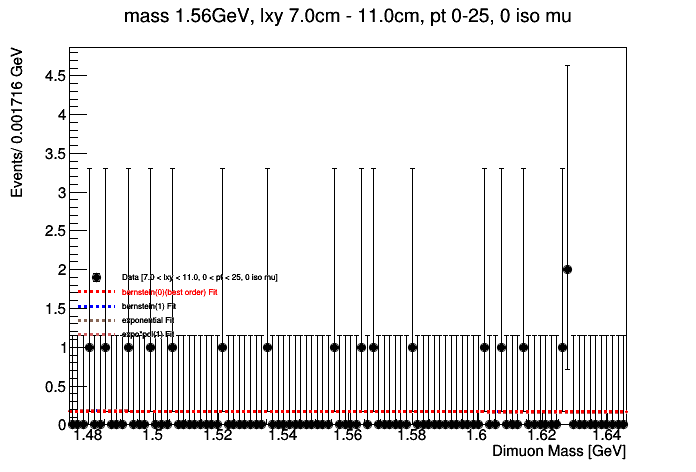 mass 1.56GeV, lxy 7.0cm - 11.0cm, pt 0-25, 0 iso mu
Events/ 0.001716 GeV
4.5
4
3.5
3
2.5
2
1.5
1
0.5
0
Data [7.0 < lxy < 11.0, 0 < pt < 25, 0 iso mu]
bernstein(0)(best order) Fit
bernstein(1) Fit
exponential Fit
expo*pol(1) Fit
1.48 1.5 1.52 1.54 1.56 1.58 1.6 1.62 1.64
Dimuon Mass [GeV]